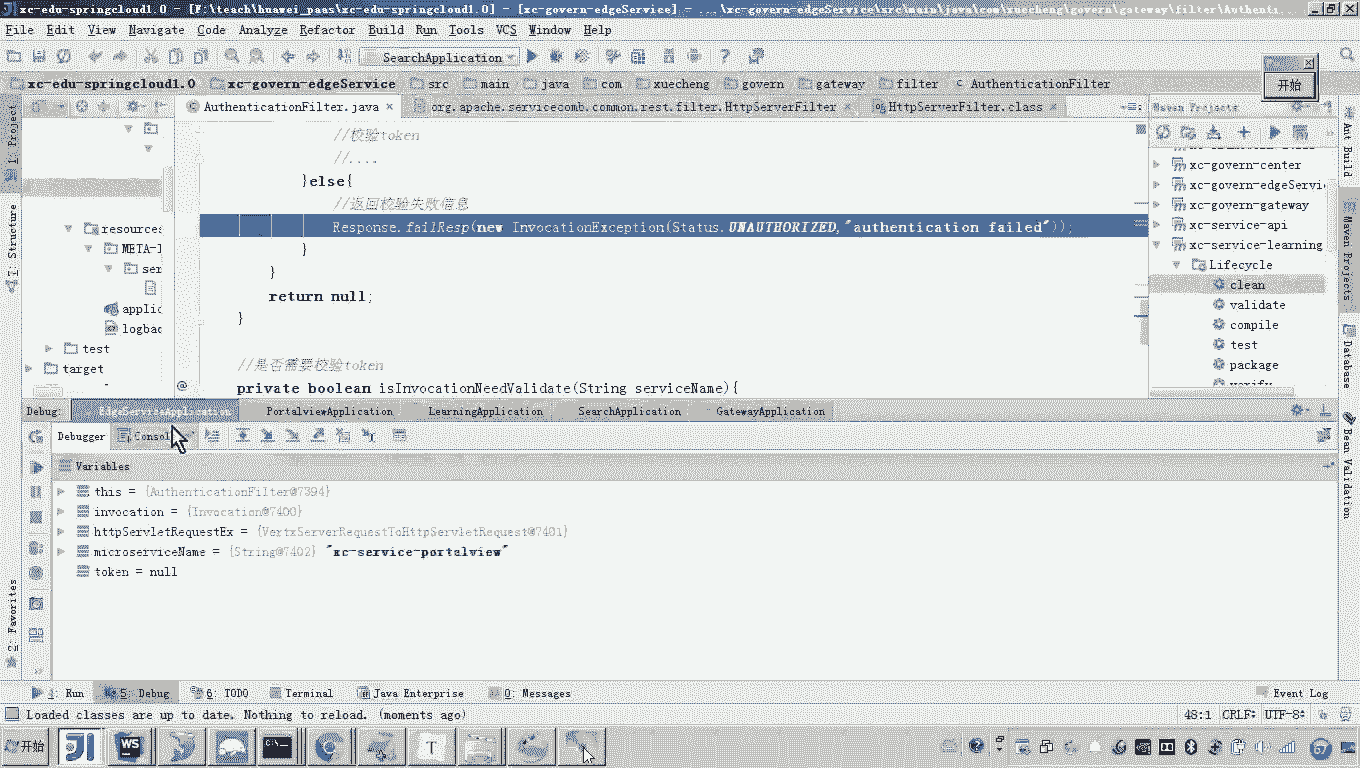 xc-edu-springcloud1.0 - [F:\teach\huawei_paas\xc-edu-springcloud1.0] - [xc-govern-edgeService] - ...\xc-govern-edgeService\src\main\java\com\xuecheng\govern\gateway\filter\Authenti
File Edit View Navigate Code Analyze Refactor Build Run Tools VCS Window Help
SearchApplication
开始
xc-edu-springcloud1.0 xc-govern-edgeService src main java com xuecheng govern gateway filter AuthenticationFilter
AuthenticationFilter.java org.apache.servicecomb.common.rest.filter.HttpServerFilter HttpServerFilter.class
Maven Projects
1: Project
7: Structure
2: Favorites
resources
META-I
ser
applic
logbac
test
target
//校验token
//....
}else{
//返回校验失败信息
Response.failResp(new InvocationException(Status.UNAUTHORIZED,"authentication failed"));
}
}
return null;
}
//是否需要校验token
private boolean isInvocationNeedValidate(String serviceName){
xc-govern-center
xc-govern-edgeServi
xc-govern-gateway
xc-service-api
xc-service-learning
Lifecycle
clean
validate
compile
test
package
verify
Ant Build
Maven Projects
Database
Bean Validation
Debug: EdgeServiceApplication PortalviewApplication LearningApplication SearchApplication GatewayApplication
Debugger Consol
Variables
this = {AuthenticationFilter@7394}
invocation = {Invocation@7400}
httpServletRequestEx = {VertxServerRequestToHttpServletRequest@7401}
microserviceName = {String@7402} "xc-service-portalview"
token = null
4: Run 5: Debug 6: TODO Terminal Java Enterprise 0: Messages Event Log
Loaded classes are up to date. Nothing to reload. (moments ago) 48:1 CRLF: UTF-8:
开始
WS
T
67